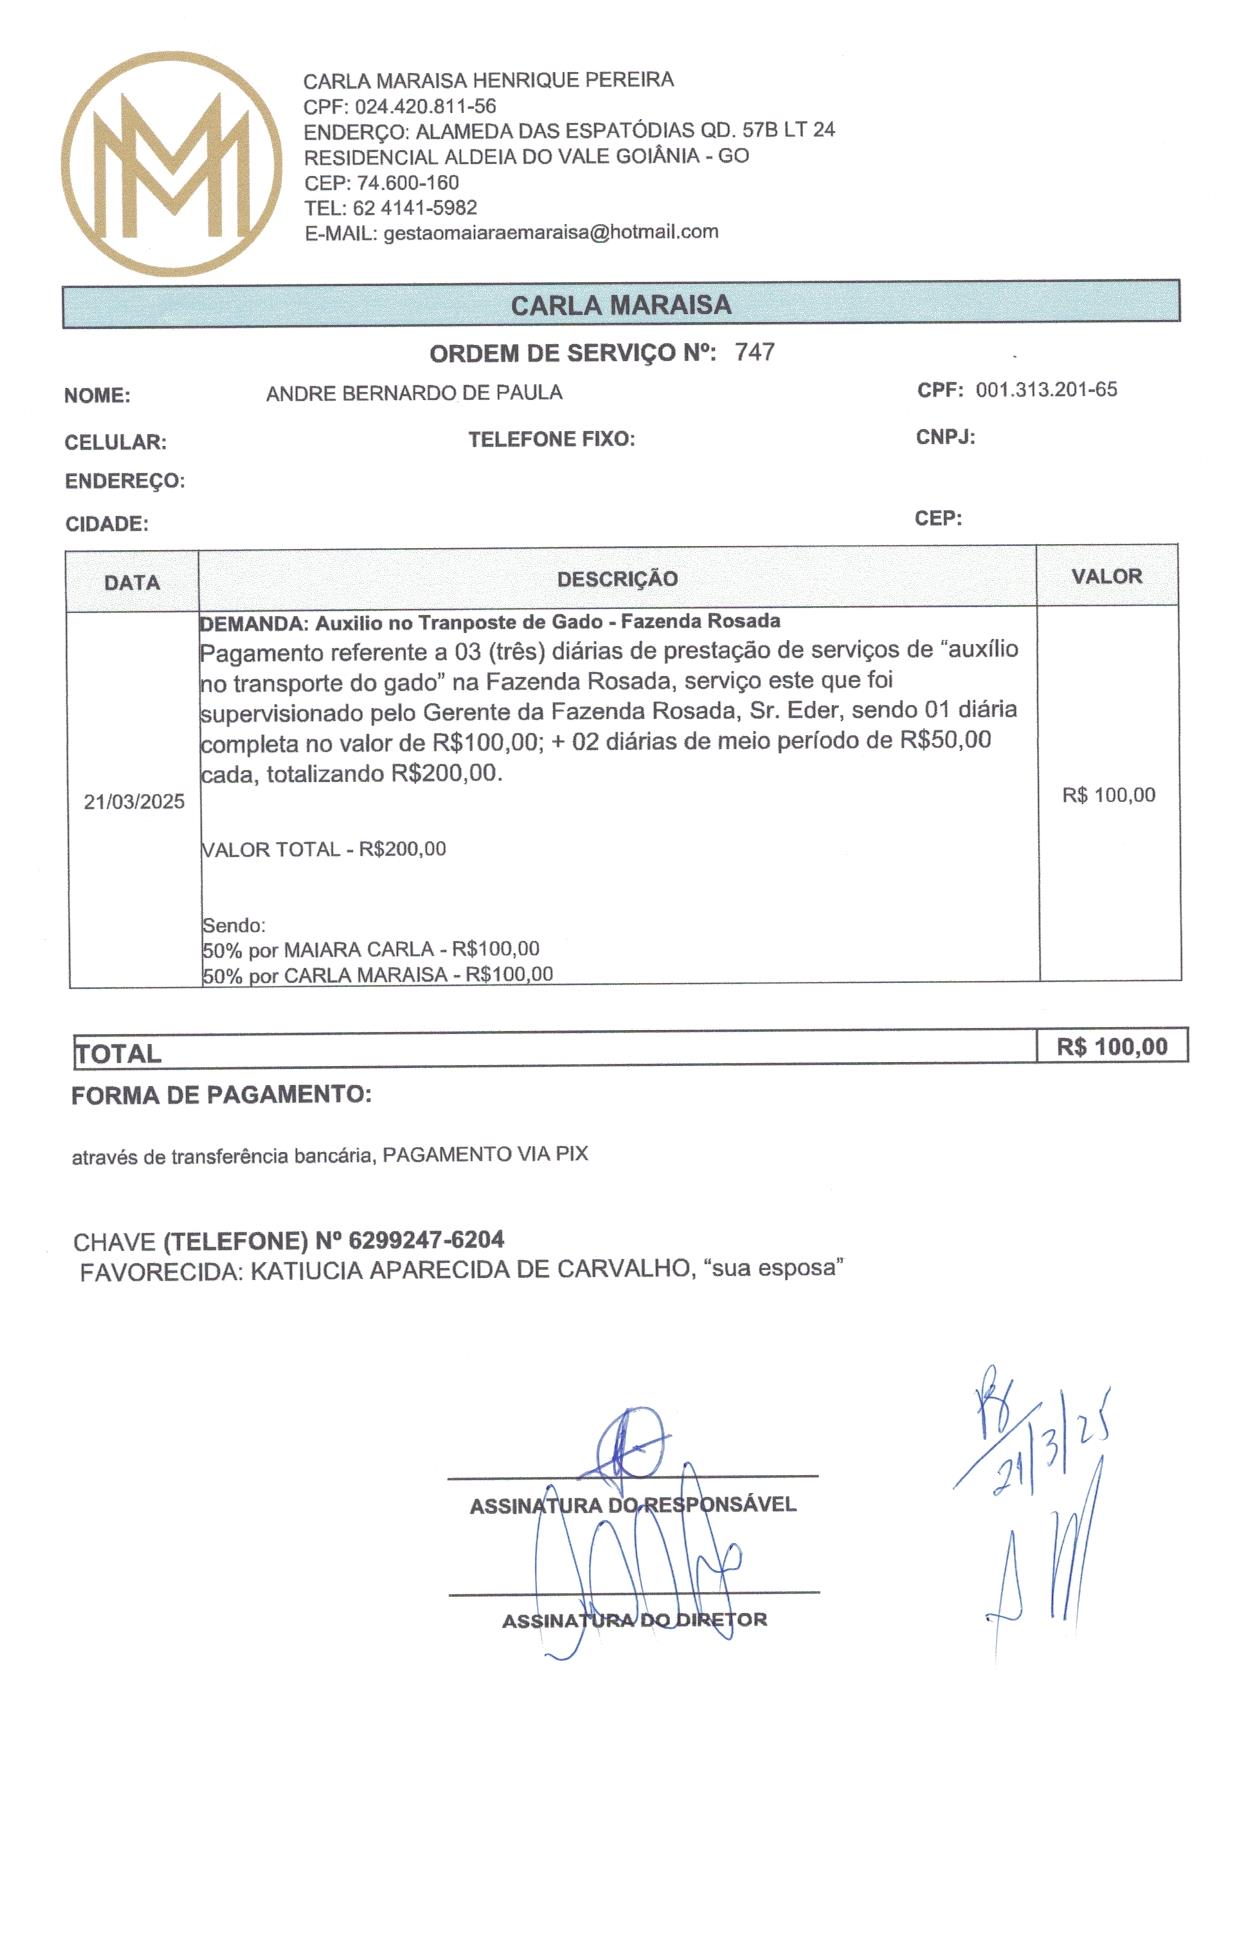 CARLA MARAISA HENRIQUE PEREIRA
CPF: 024.420.811-56
ENDERÇO: ALAMEDA DAS ESPATÓDIAS QD. 57B LT 24
RESIDENCIAL ALDEIA DO VALE GOIÂNIA - GO
CEP: 74.600-160
TEL: 62 4141-5982
E-MAIL: gestaomaiaraemaraisa@hotmail.com
CARLA MARAISA
ORDEM DE SERVIÇO Nº: 747
NOME: ANDRE BERNARDO DE PAULA CPF: 001.313.201-65
CELULAR: TELEFONE FIXO: CNPJ:
ENDEREÇO:
CIDADE: CEP:
DATA DESCRIÇÃO VALOR
DEMANDA: Auxilio no Tranposte de Gado - Fazenda Rosada
Pagamento referente a 03 (três) diárias de prestação de serviços de “auxílio
no transporte do gado” na Fazenda Rosada, serviço este que foi
supervisionado pelo Gerente da Fazenda Rosada, Sr. Eder, sendo 01 diária
completa no valor de R$100,00; + 02 diárias de meio período de R$50,00
cada, totalizando R$200,00.
21/03/2025 R$ 100,00
VALOR TOTAL - R$200,00
Sendo:
50% por MAIARA CARLA - R$100,00
50% por CARLA MARAISA - R$100,00
TOTAL R$ 100,00
FORMA DE PAGAMENTO:
através de transferência bancária, PAGAMENTO VIA PIX
CHAVE (TELEFONE) Nº 6299247-6204
FAVORECIDA: KATIUCIA APARECIDA DE CARVALHO, “sua esposa”
21/3/25
ASSINATURA DO RESPONSÁVEL
ASSINATURA DO DIRETOR